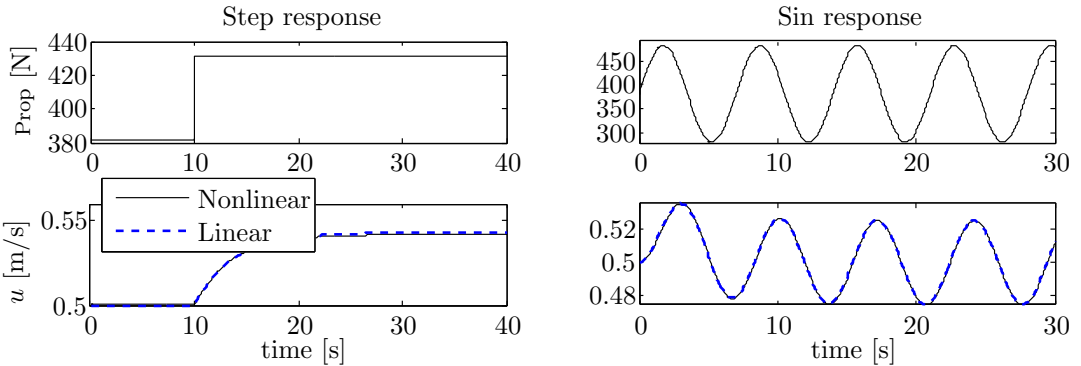 Step response
Prop [N]
440
420
400
380
0 10 20 30 40
Nonlinear
Linear
u [m/s]
0.55
0.5
0 10 20 30 40
time [s]
Sin response
450
400
350
300
0 10 20 30
0.52
0.5
0.48
0 10 20 30
time [s]